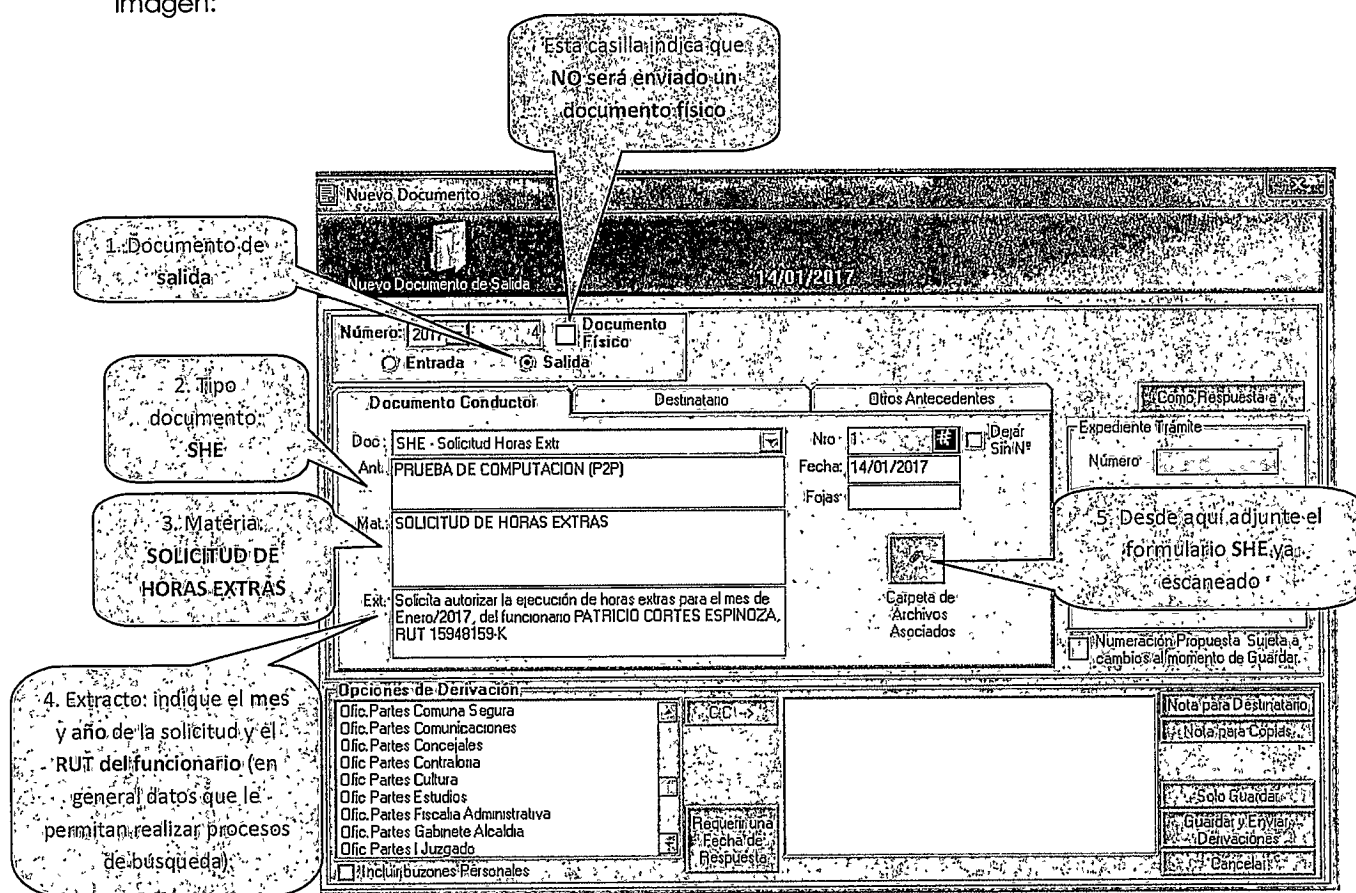 imagen:
Esta casilla indica que
NO será enviado un
documento físico
Nuevo Documento
1. Documento de
salida
Nuevo Documento de Salida
14/01/2017
Número: 2017 4
Documento
Físico
Entrada Salida
2. Tipo
documento:
SHE
Documento Conductor Destinatario Otros Antecedentes
Como Respuesta a
Doc: SHE - Solicitud Horas Extr
Nro 1 # Dejar
Sin Nº
Expediente Trámite
Número
Ant. PRUEBA DE COMPUTACION (P2P)
Fecha: 14/01/2017
Fojas
3. Materia:
SOLICITUD DE
HORAS EXTRAS
Mat.: SOLICITUD DE HORAS EXTRAS
5. Desde aquí adjunte el
formulario SHE ya
escaneado
Ext: Solicita autorizar la ejecución de horas extras para el mes de
Enero/2017, del funcionario PATRICIO CORTES ESPINOZA,
RUT 15948159-K
Carpeta de
Archivos
Asociados
Numeración Propuesta Sujeta a
cambios al momento de Guardar
4. Extracto: indique el mes
y año de la solicitud y el
RUT del funcionario (en
general datos que le
permitan realizar procesos
de búsqueda)
Opciones de Derivación
Ofic.Partes Comuna Segura
Ofic.Partes Comunicaciones
Ofic.Partes Concejales
Ofic Partes Contraloria
Ofic.Partes Cultura
Ofic Partes Estudios
Ofic.Partes Fiscalia Administrativa
Ofic.Partes Gabinete Alcaldia
Ofic Partes I Juzgado
Incluir buzones Personales
Requerir una
Fecha de
Respuesta
Nota para Destinatario
Nota para Copias
Solo Guardar
Guardar y Enviar
Derivaciones
Cancelar